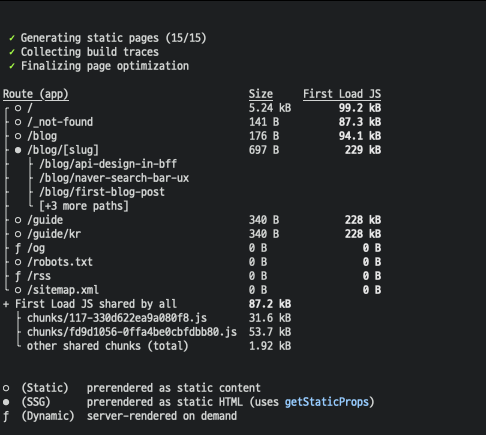 ✓ Generating static pages (15/15)
✓ Collecting build traces
✓ Finalizing page optimization
Route (app)                              Size     First Load JS
┌ ○ /                                    5.24 kB        99.2 kB
├ ○ /_not-found                          141 B          87.3 kB
├ ○ /blog                                176 B          94.1 kB
├ ● /blog/[slug]                         697 B           229 kB
├   ├ /blog/api-design-in-bff
├   ├ /blog/naver-search-bar-ux
├   ├ /blog/first-blog-post
├   └ [+3 more paths]
├ ○ /guide                               340 B           228 kB
├ ○ /guide/kr                            340 B           228 kB
├ ƒ /og                                  0 B                0 B
├ ○ /robots.txt                          0 B                0 B
├ ƒ /rss                                 0 B                0 B
└ ○ /sitemap.xml                         0 B                0 B
+ First Load JS shared by all            87.2 kB
  ├ chunks/117-330d622ea9a080f8.js       31.6 kB
  ├ chunks/fd9d1056-0ffa4be0cbfdbb80.js  53.7 kB
  └ other shared chunks (total)          1.92 kB
○  (Static)   prerendered as static content
●  (SSG)      prerendered as static HTML (uses getStaticProps)
ƒ  (Dynamic)  server-rendered on demand